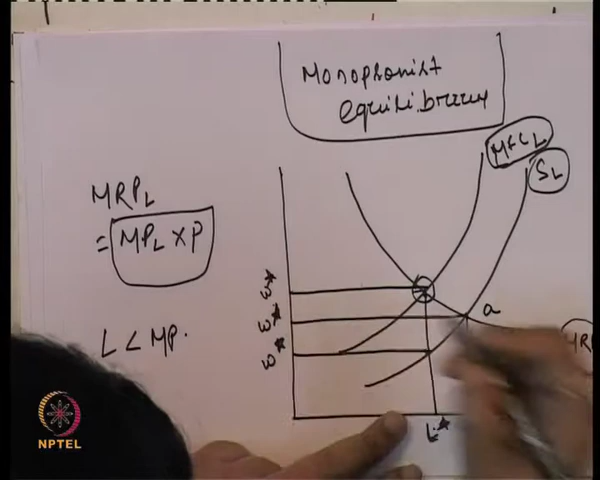 Monopsonist
equilibrium
MFCL
SL
MRPL
= MPL X P
w*
w*
a
w*
L < MP.
L*
NPTEL